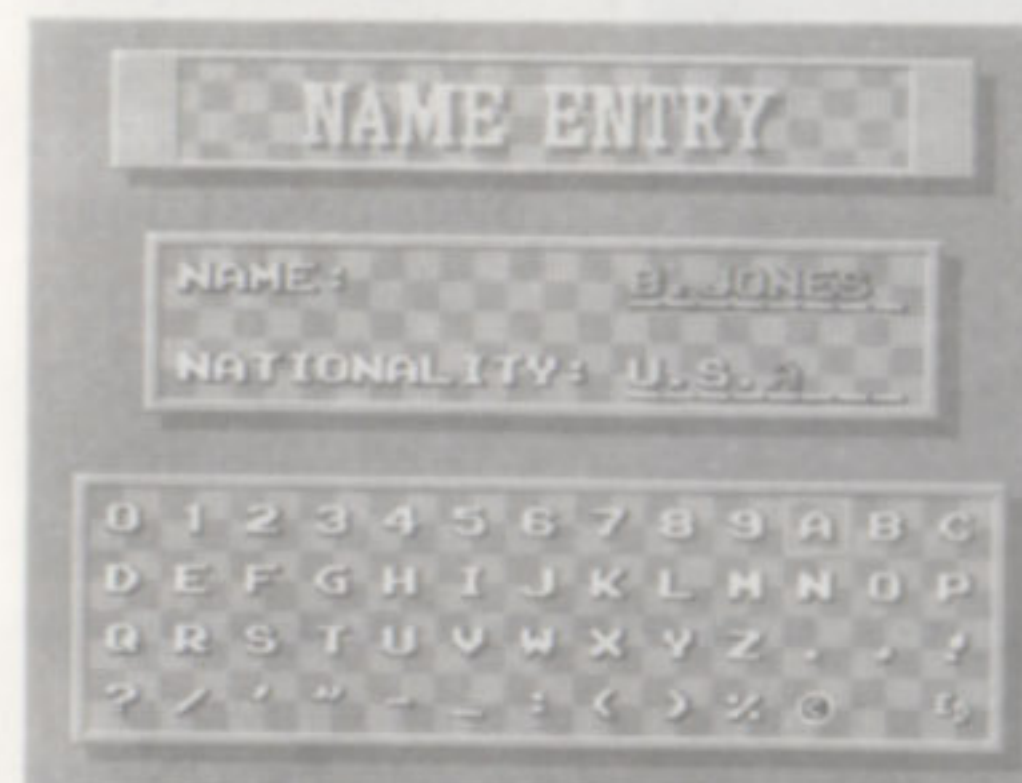 NAME ENTRY
NAME: B.JONES
NATIONALITY: U.S.A
0 1 2 3 4 5 6 7 8 9 A B C
D E F G H I J K L M N O P
Q R S T U V W X Y Z . , !
? / ' " - _ : ( ) % ©